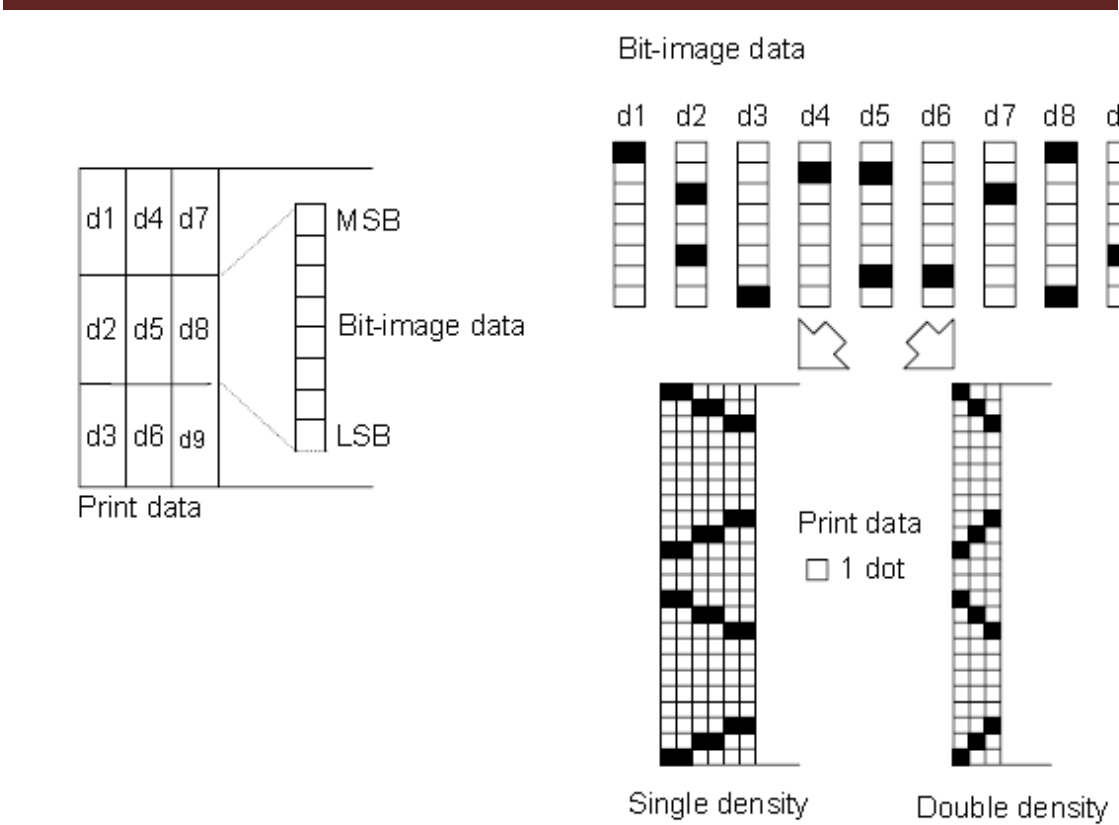 Bit-image data
d1 d2 d3 d4 d5 d6 d7 d8 d
d1 d4 d7
MSB
d2 d5 d8
Bit-image data
d3 d6 d9
LSB
Print data
Print data
1 dot
Single density
Double density